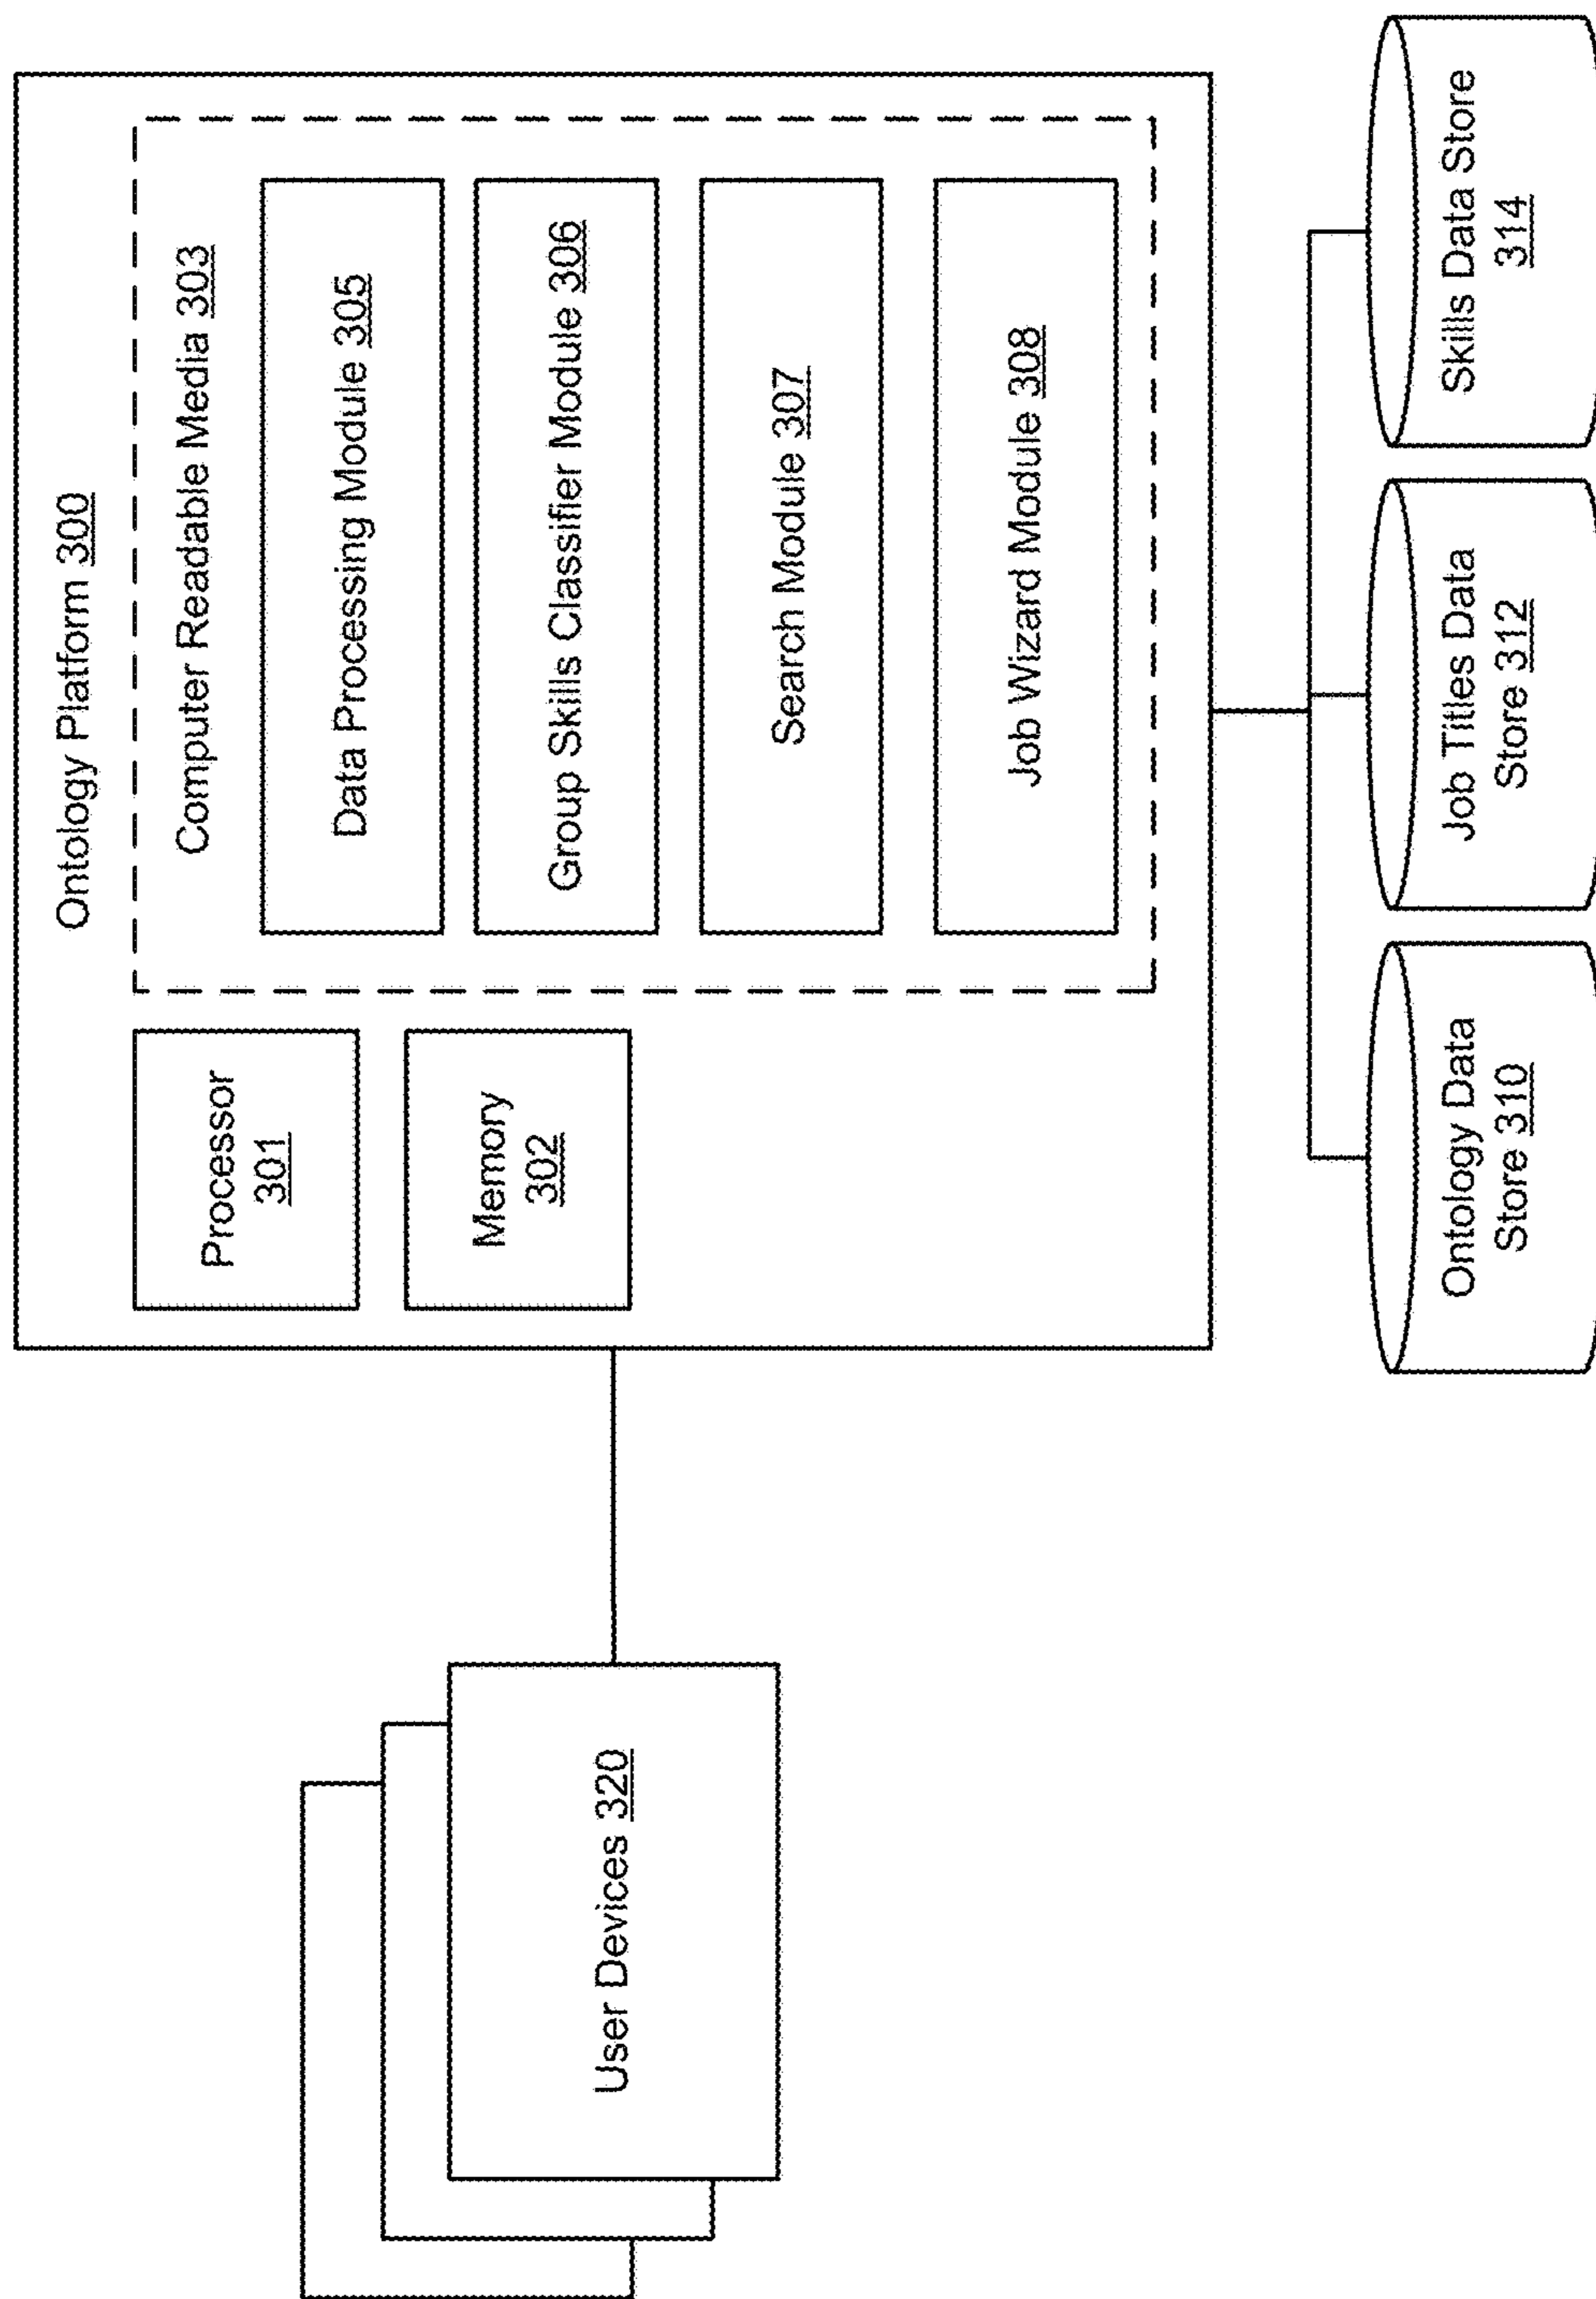 Ontology Platform 300
Processor
301
Memory
302
Computer Readable Media 303
Data Processing Module 305
Group Skills Classifier Module 306
Search Module 307
Job Wizard Module 308
User Devices 320
Ontology Data
Store 310
Job Titles Data
Store 312
Skills Data Store
314